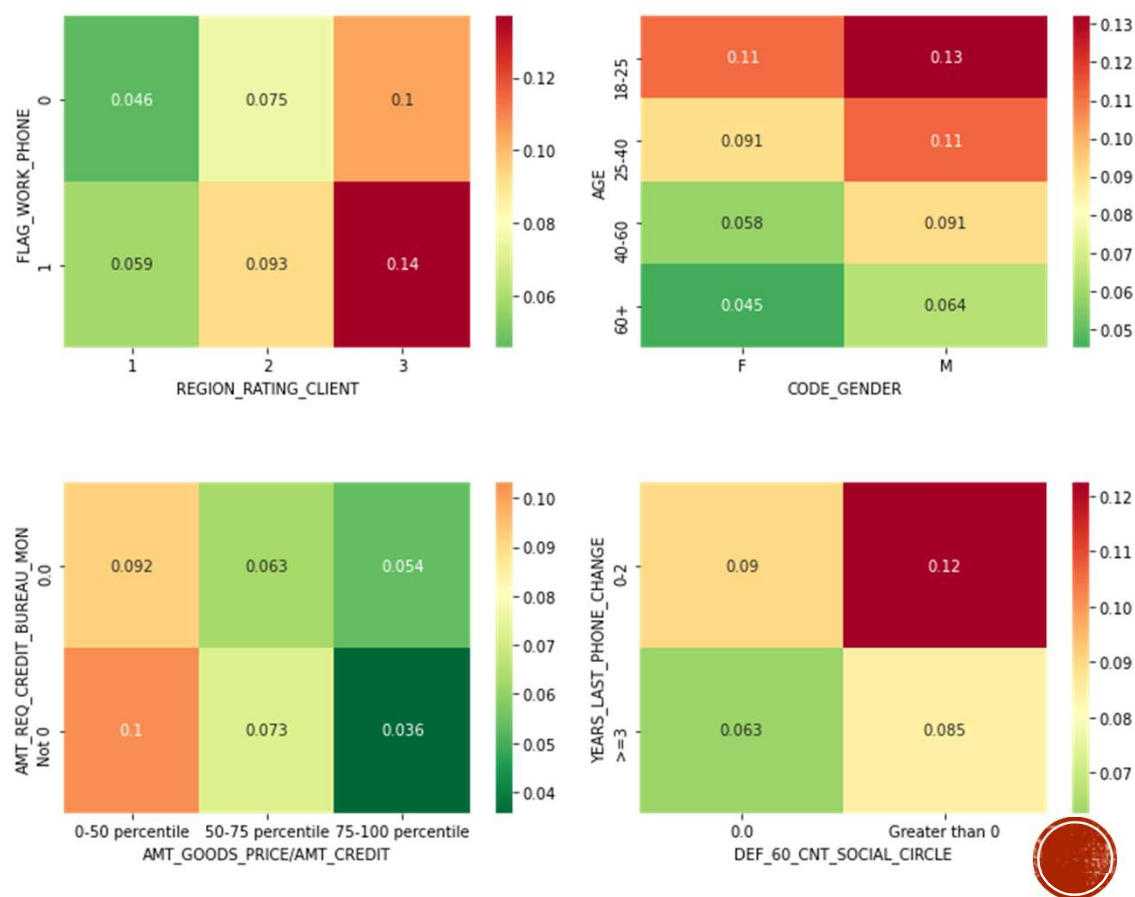 FLAG_WORK_PHONE
0
1
0.046 0.075 0.1
0.059 0.093 0.14
1 2 3
REGION_RATING_CLIENT
0.12
0.10
0.08
0.06
AGE
18-25
25-40
40-60
60+
0.11 0.13
0.091 0.11
0.058 0.091
0.045 0.064
F M
CODE_GENDER
0.13
0.12
0.11
0.10
0.09
0.08
0.07
0.06
0.05
AMT_REQ_CREDIT_BUREAU_MON
0.0
Not 0
0.092 0.063 0.054
0.1 0.073 0.036
0-50 percentile 50-75 percentile 75-100 percentile
AMT_GOODS_PRICE/AMT_CREDIT
0.10
0.09
0.08
0.07
0.06
0.05
0.04
YEARS_LAST_PHONE_CHANGE
0-2
>=3
0.09 0.12
0.063 0.085
0.0 Greater than 0
DEF_60_CNT_SOCIAL_CIRCLE
0.12
0.11
0.10
0.09
0.08
0.07